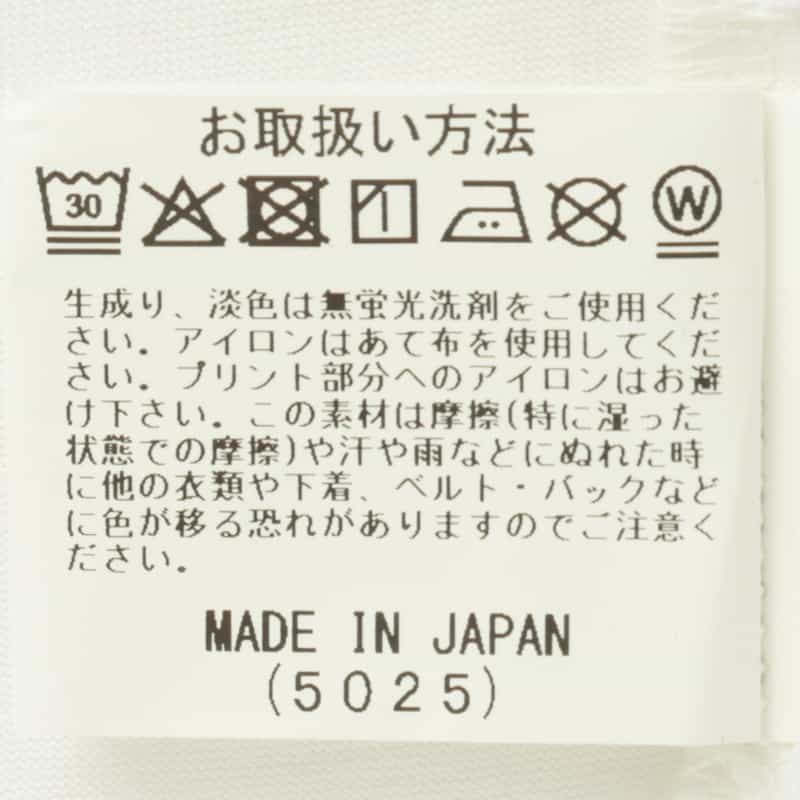 お取扱い方法
30 W
生成り、淡色は無蛍光洗剤をご使用くだ
さい。アイロンはあて布を使用してくだ
さい。プリント部分へのアイロンはお避
け下さい。この素材は摩擦(特に湿った
状態での摩擦)や汗や雨などにぬれた時
に他の衣類や下着、ベルト・バックなど
に色が移る恐れがありますのでご注意く
ださい。
MADE IN JAPAN
(5025)